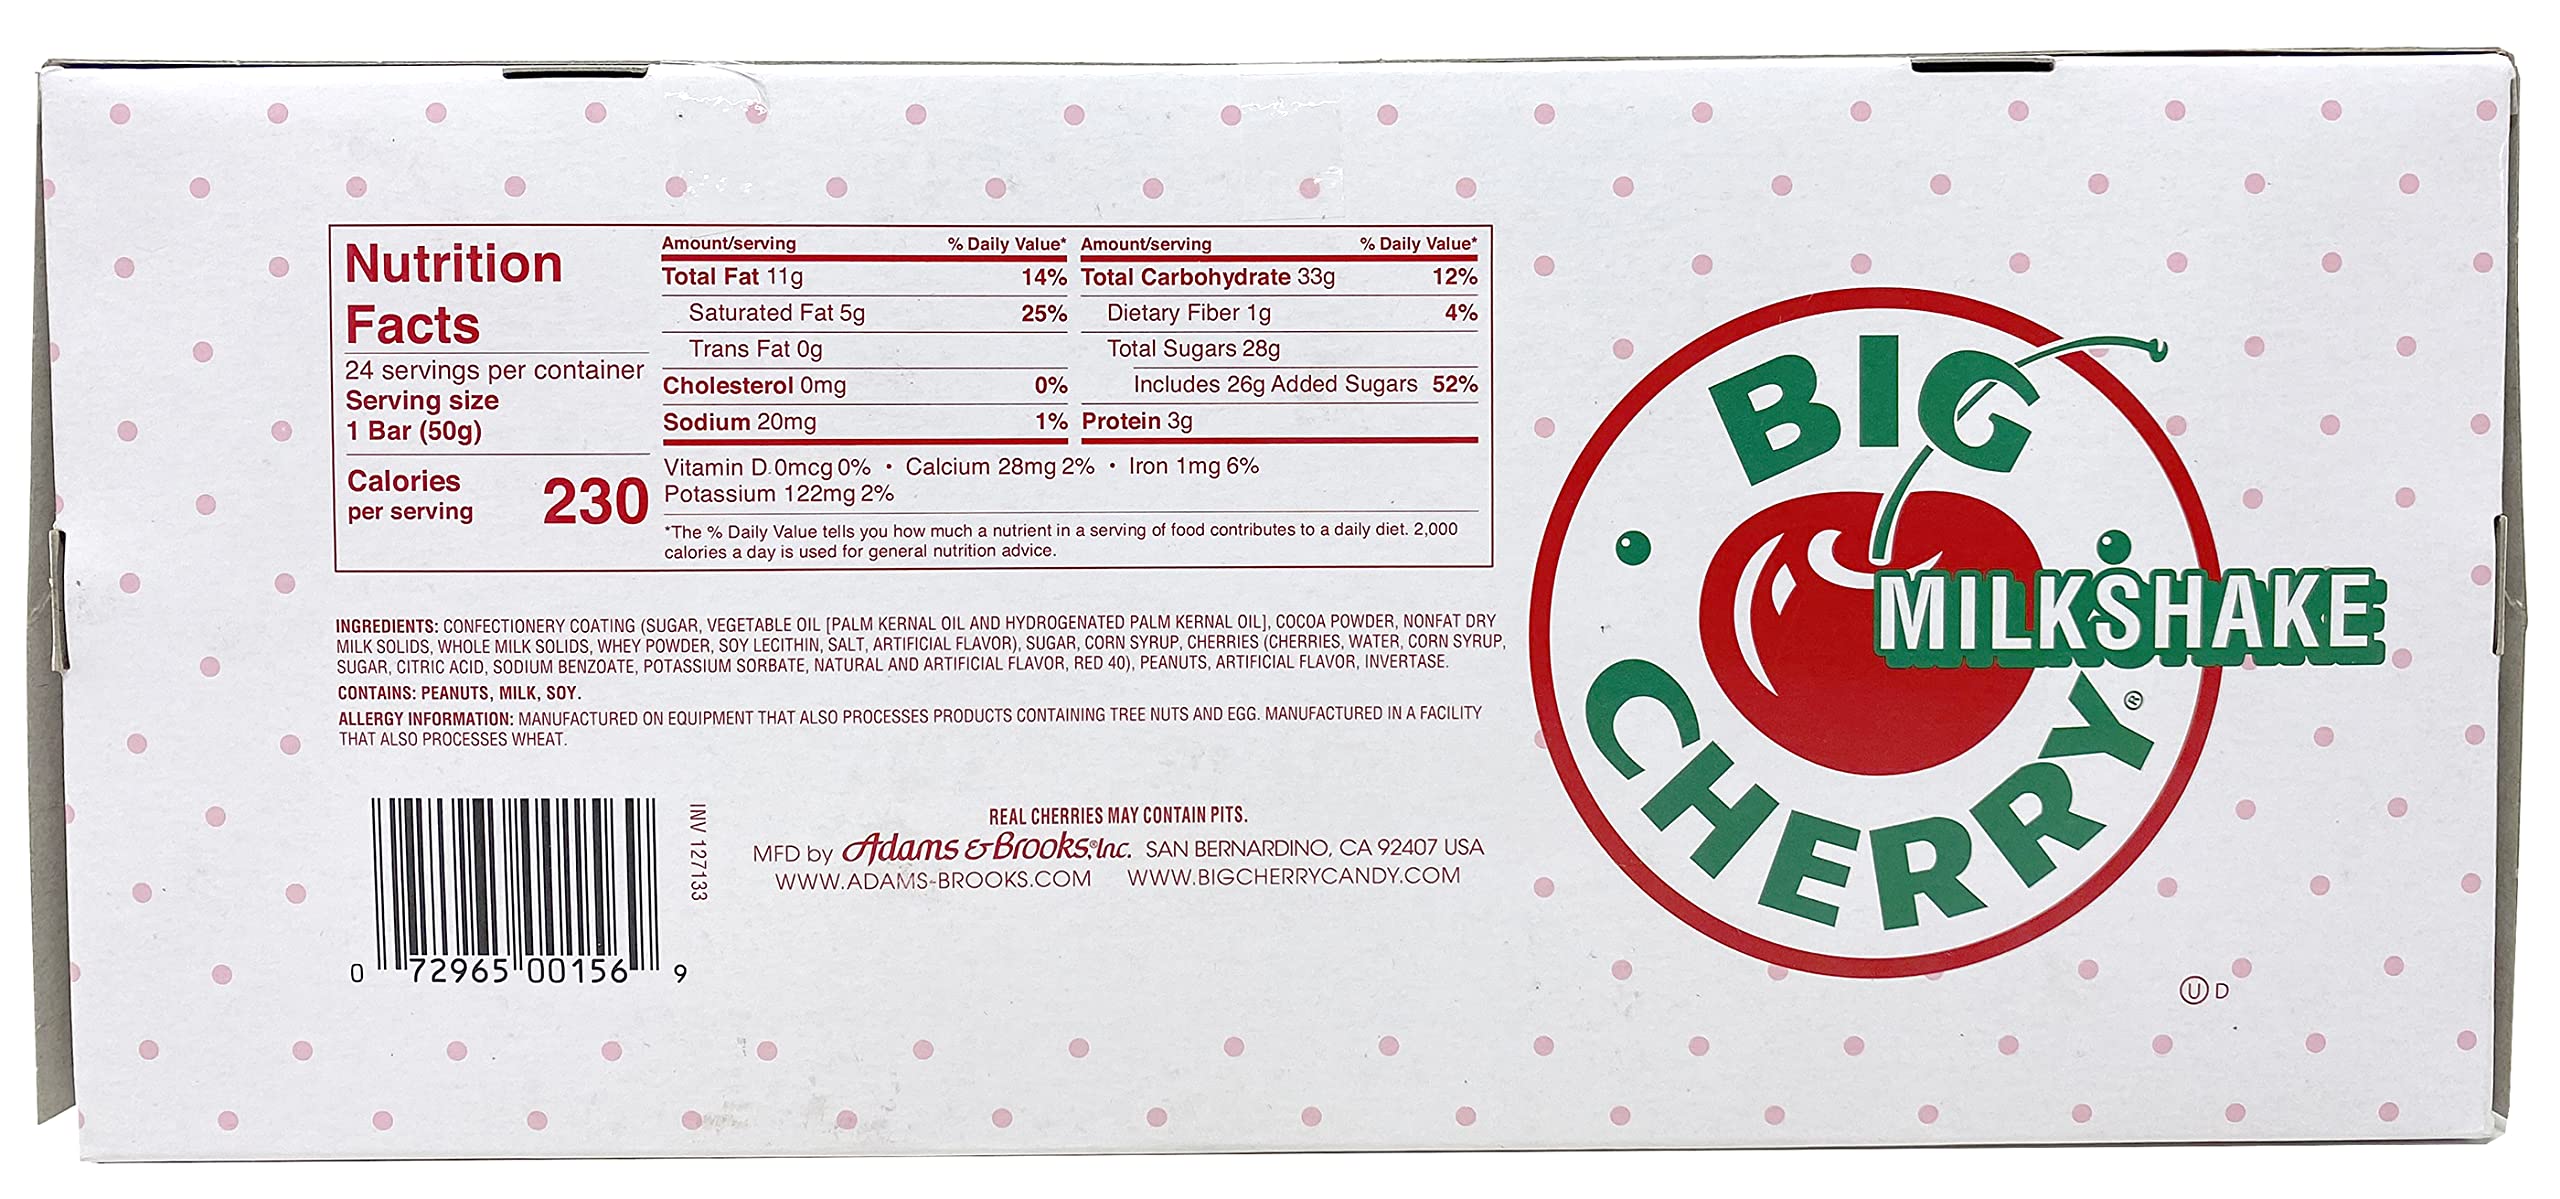 Nutrition
Facts
24 servings per container
Serving size
1 Bar (50g)
Calories
per serving 230
Amount/serving % Daily Value*
Total Fat 11g 14%
Saturated Fat 5g 25%
Trans Fat 0g
Cholesterol 0mg 0%
Sodium 20mg 1%
Amount/serving % Daily Value*
Total Carbohydrate 33g 12%
Dietary Fiber 1g 4%
Total Sugars 28g
Includes 26g Added Sugars 52%
Protein 3g
Vitamin D 0mcg 0% • Calcium 28mg 2% • Iron 1mg 6%
Potassium 122mg 2%
*The % Daily Value tells you how much a nutrient in a serving of food contributes to a daily diet. 2,000
calories a day is used for general nutrition advice.
INGREDIENTS: CONFECTIONERY COATING (SUGAR, VEGETABLE OIL [PALM KERNAL OIL AND HYDROGENATED PALM KERNAL OIL], COCOA POWDER, NONFAT DRY
MILK SOLIDS, WHOLE MILK SOLIDS, WHEY POWDER, SOY LECITHIN, SALT, ARTIFICIAL FLAVOR), SUGAR, CORN SYRUP, CHERRIES (CHERRIES, WATER, CORN SYRUP,
SUGAR, CITRIC ACID, SODIUM BENZOATE, POTASSIUM SORBATE, NATURAL AND ARTIFICIAL FLAVOR, RED 40), PEANUTS, ARTIFICIAL FLAVOR, INVERTASE.
CONTAINS: PEANUTS, MILK, SOY.
ALLERGY INFORMATION: MANUFACTURED ON EQUIPMENT THAT ALSO PROCESSES PRODUCTS CONTAINING TREE NUTS AND EGG. MANUFACTURED IN A FACILITY
THAT ALSO PROCESSES WHEAT.
0 72965 00156 9
INV 127133
REAL CHERRIES MAY CONTAIN PITS.
MFD by Adams & Brooks,® Inc. SAN BERNARDINO, CA 92407 USA
WWW.ADAMS-BROOKS.COM WWW.BIGCHERRYCANDY.COM
BIG
MILKSHAKE
CHERRY®
U D